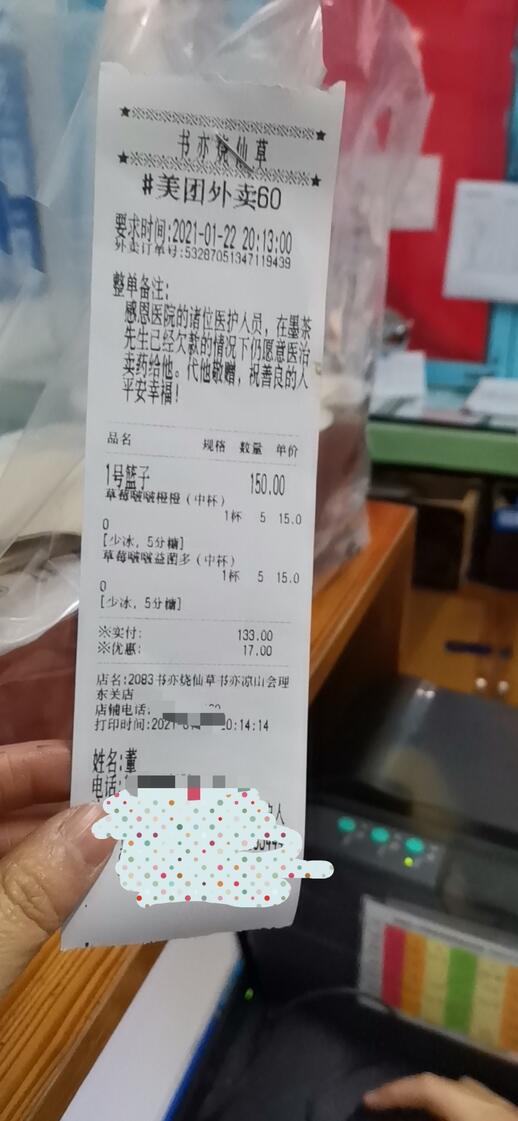 书亦烧仙草
#美团外卖60
要求时间:2021-01-22 20:13:00
外卖订单号:53287051347119439
整单备注:
感恩医院的诸位医护人员, 在墨茶
先生已经欠款的情况下仍愿意医治
卖药给他。代他敬赠, 祝善良的人
平安幸福!
品名 规格 数量 单价
1号篮子 150.00
草莓啵啵橙橙(中杯)
1杯 5 15.0
0
[少冰, 5分糖]
草莓啵啵益菌多(中杯)
1杯 5 15.0
0
[少冰, 5分糖]
※实付: 133.00
※优惠: 17.00
店名:2083书亦烧仙草书亦凉山会理
东关店
店铺电话:
打印时间:2021 20:14:14
姓名:董
电话: